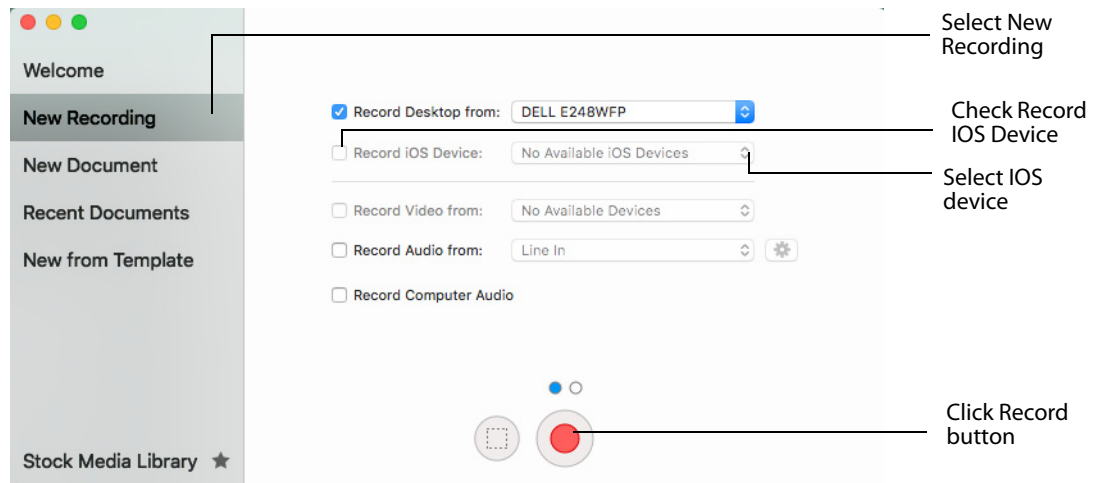 Welcome
New Recording
New Document
Recent Documents
New from Template
Stock Media Library
Record Desktop from: DELL E248WFP
Record iOS Device: No Available iOS Devices
Record Video from: No Available Devices
Record Audio from: Line In
Record Computer Audio
Select New
Recording
Check Record
IOS Device
Select IOS
device
Click Record
button